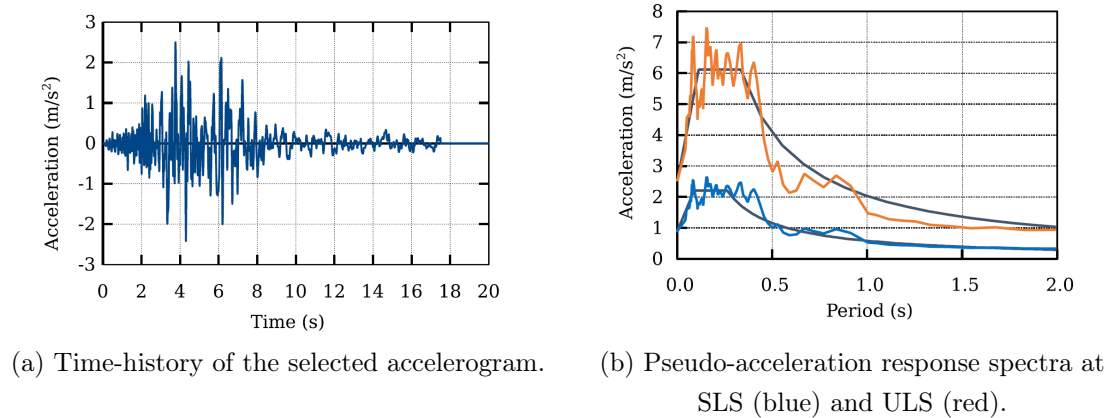 3
2
1
0
-1
-2
-3
Acceleration (m/s²)
0 2 4 6 8 10 12 14 16 18 20
Time (s)
8
7
6
5
4
3
2
1
0
Acceleration (m/s²)
0.0 0.5 1.0 1.5 2.0
Period (s)
(a) Time-history of the selected accelerogram.
(b) Pseudo-acceleration response spectra at
SLS (blue) and ULS (red).